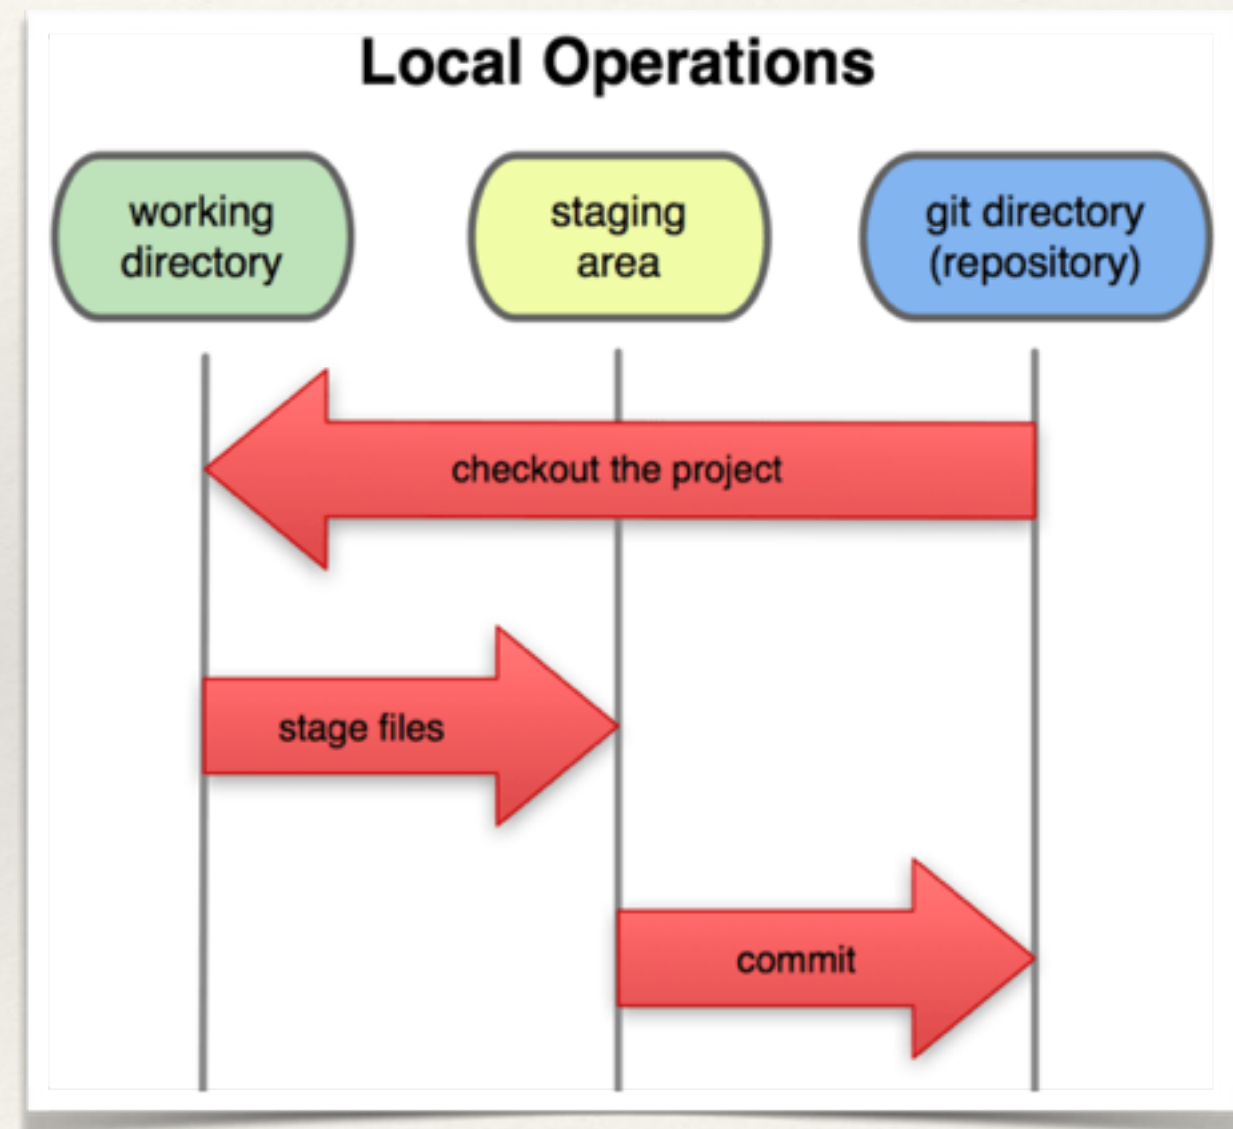 Local Operations
working
directory
staging
area
git directory
(repository)
checkout the project
stage files
commit